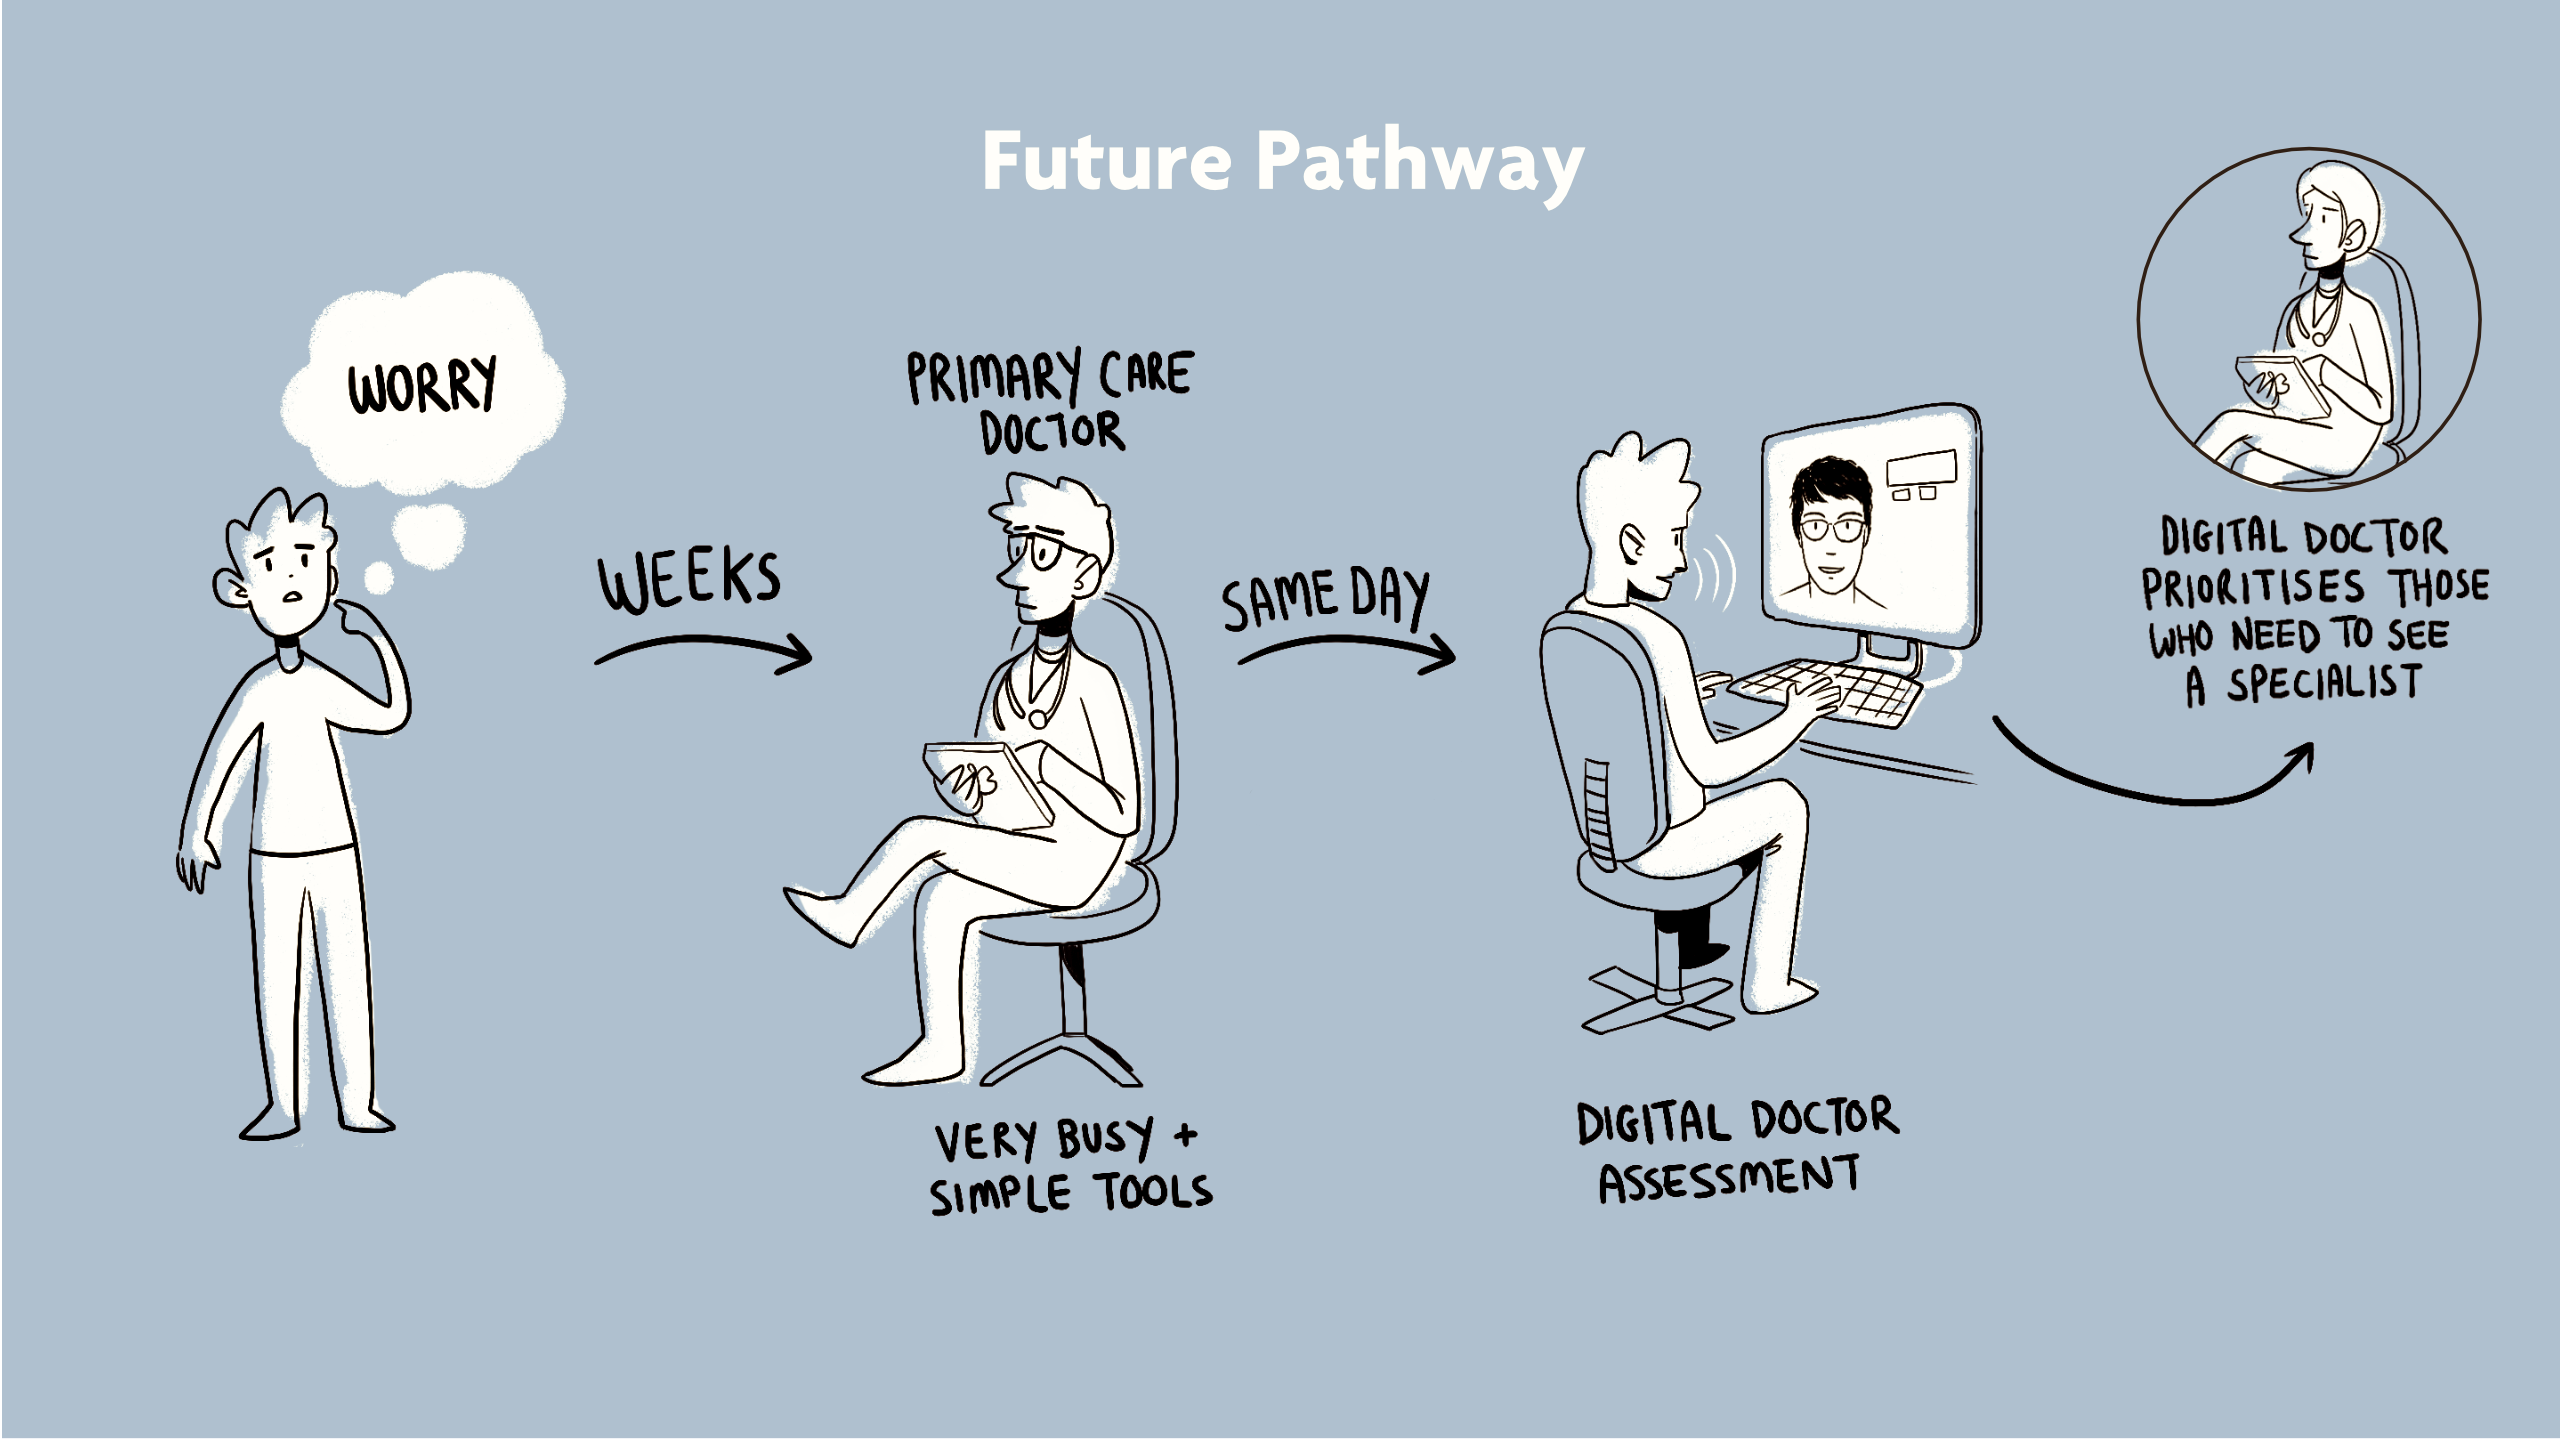 Future Pathway
WORRY
WEEKS
PRIMARY CARE
DOCTOR
VERY BUSY +
SIMPLE TOOLS
SAME DAY
DIGITAL DOCTOR
ASSESSMENT
DIGITAL DOCTOR
PRIORITISES THOSE
WHO NEED TO SEE
A SPECIALIST